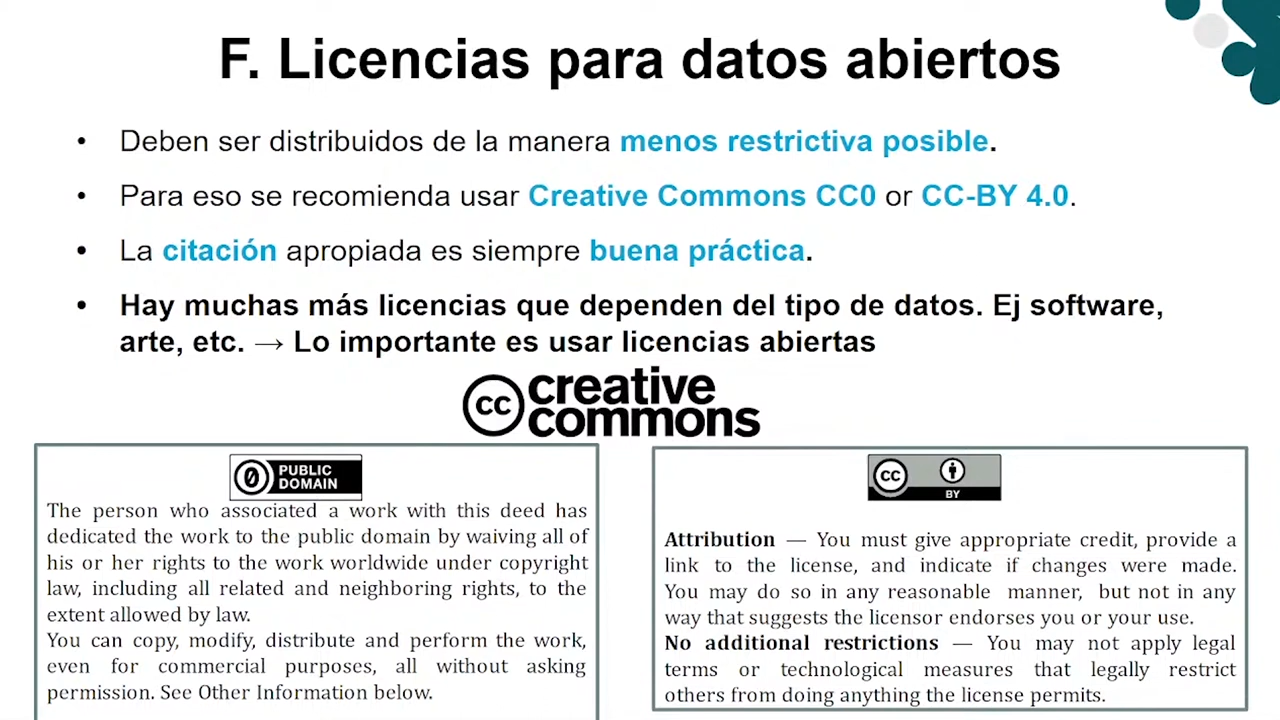 F. Licencias para datos abiertos
• Deben ser distribuidos de la manera menos restrictiva posible.
• Para eso se recomienda usar Creative Commons CC0 or CC-BY 4.0.
• La citación apropiada es siempre buena práctica.
• Hay muchas más licencias que dependen del tipo de datos. Ej software,
arte, etc. → Lo importante es usar licencias abiertas
cc creative
commons
0 PUBLIC
DOMAIN
The person who associated a work with this deed has
dedicated the work to the public domain by waiving all of
his or her rights to the work worldwide under copyright
law, including all related and neighboring rights, to the
extent allowed by law.
You can copy, modify, distribute and perform the work,
even for commercial purposes, all without asking
permission. See Other Information below.
cc
BY
Attribution — You must give appropriate credit, provide a
link to the license, and indicate if changes were made.
You may do so in any reasonable manner, but not in any
way that suggests the licensor endorses you or your use.
No additional restrictions — You may not apply legal
terms or technological measures that legally restrict
others from doing anything the license permits.